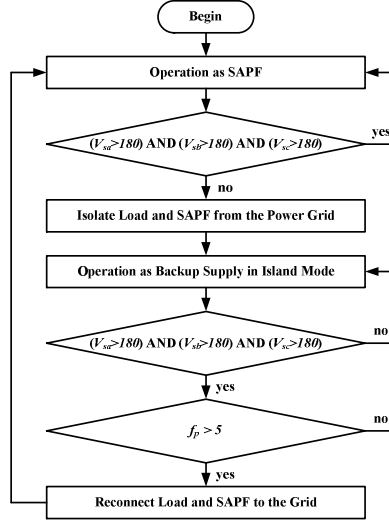 Begin
Operation as SAPF
(Vsa>180) AND (Vsb>180) AND (Vsc>180)
yes
no
Isolate Load and SAPF from the Power Grid
Operation as Backup Supply in Island Mode
(Vsa>180) AND (Vsb>180) AND (Vsc>180)
no
yes
fp > 5
no
yes
Reconnect Load and SAPF to the Grid